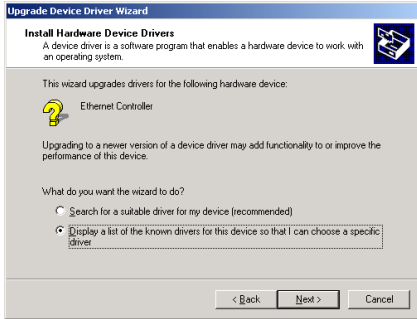 Upgrade Device Driver Wizard
Install Hardware Device Drivers
A device driver is a software program that enables a hardware device to work with
an operating system.
This wizard upgrades drivers for the following hardware device:
Ethernet Controller
Upgrading to a newer version of a device driver may add functionality to or improve the
performance of this device.
What do you want the wizard to do?
Search for a suitable driver for my device (recommended)
Display a list of the known drivers for this device so that I can choose a specific
driver
< Back Next > Cancel